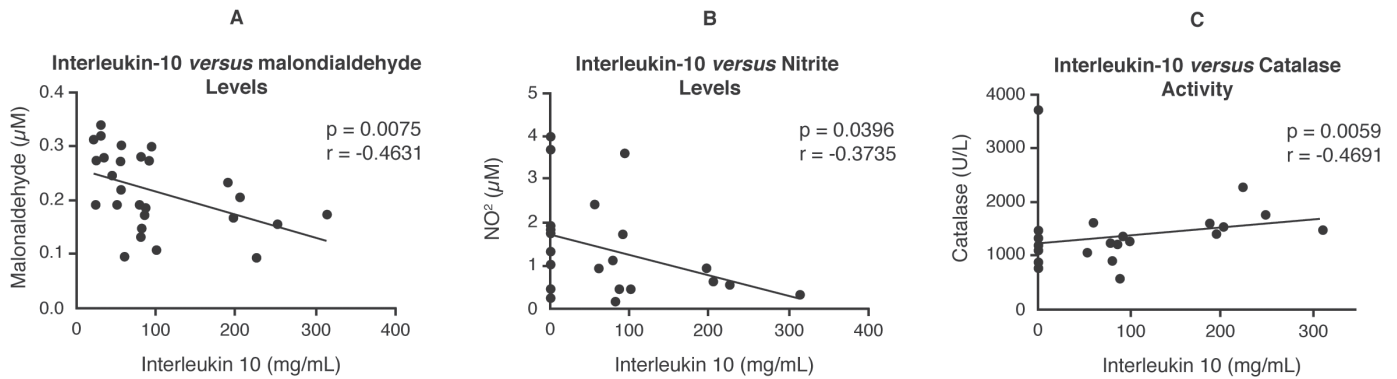 A
Interleukin-10 versus malondialdehyde
Levels
p = 0.0075
r = -0.4631
Malonaldehyde (µM)
0.4
0.3
0.2
0.1
0.0
0 100 200 300 400
Interleukin 10 (mg/mL)
B
Interleukin-10 versus Nitrite
Levels
p = 0.0396
r = -0.3735
NO² (µM)
5
4
3
2
1
0
0 100 200 300 400
Interleukin 10 (mg/mL)
C
Interleukin-10 versus Catalase
Activity
p = 0.0059
r = -0.4691
Catalase (U/L)
4000
3000
2000
1000
0
0 100 200 300
Interleukin 10 (mg/mL)